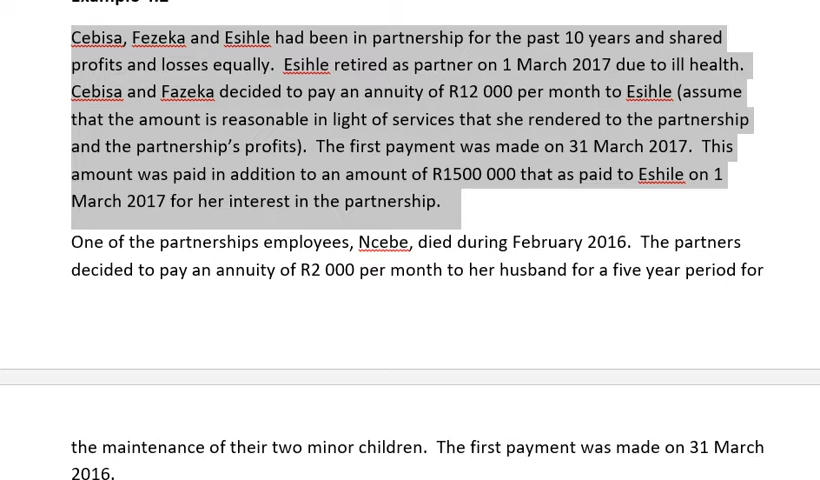 Cebisa, Fezeka and Esihle had been in partnership for the past 10 years and shared
profits and losses equally.  Esihle retired as partner on 1 March 2017 due to ill health.
Cebisa and Fazeka decided to pay an annuity of R12 000 per month to Esihle (assume
that the amount is reasonable in light of services that she rendered to the partnership
and the partnership’s profits).  The first payment was made on 31 March 2017.  This
amount was paid in addition to an amount of R1500 000 that as paid to Eshile on 1
March 2017 for her interest in the partnership.
One of the partnerships employees, Ncebe, died during February 2016.  The partners
decided to pay an annuity of R2 000 per month to her husband for a five year period for
the maintenance of their two minor children.  The first payment was made on 31 March
2016.